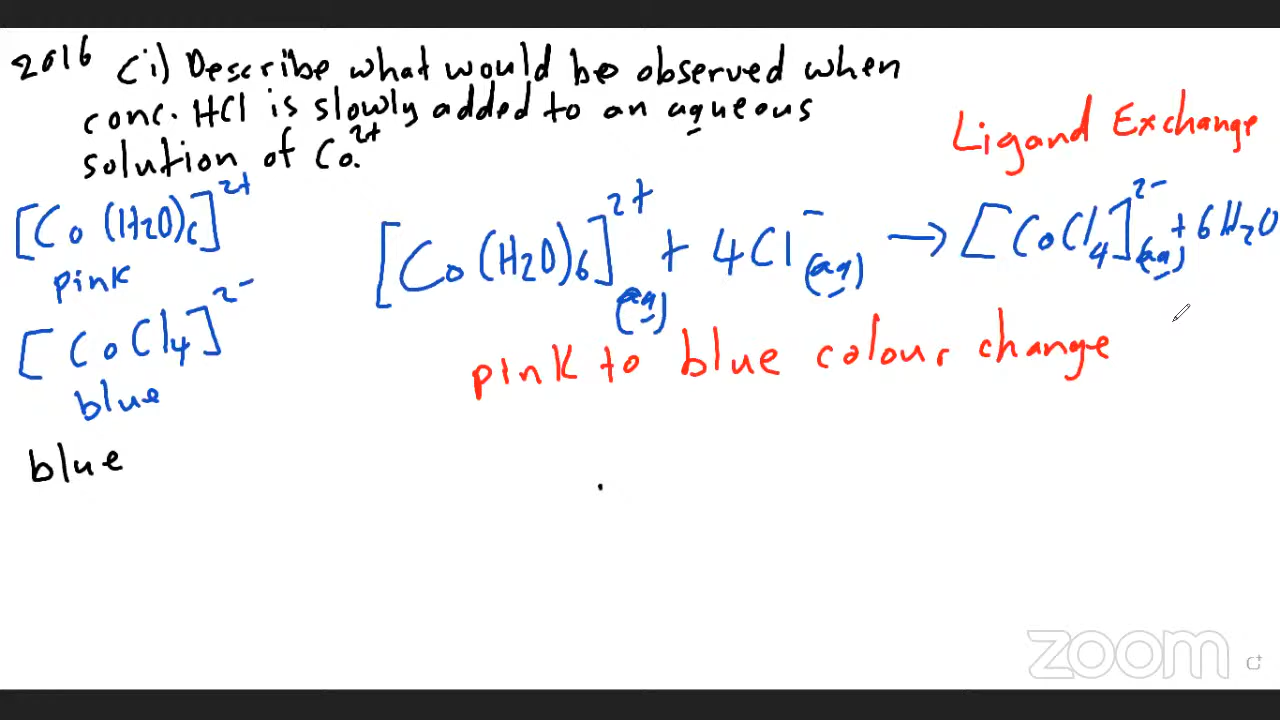 2016 (i) Describe what would be observed when
conc. HCl is slowly added to an aqueous
solution of Co²⁺.
Ligand Exchange
[Co(H₂O)₆]²⁺
pink
[Co(H₂O)₆]²⁺(aq) + 4Cl⁻(aq) → [CoCl₄]²⁻(aq) + 6H₂O
[CoCl₄]²⁻
blue
pink to blue colour change
blue
zoom